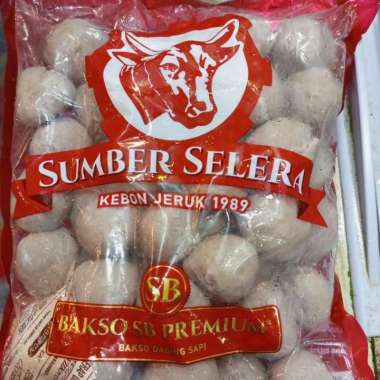 SUMBER SELERA
KEBON JERUK 1989
SB
BAKSO SB PREMIUM
BAKSO DAGING SAPI